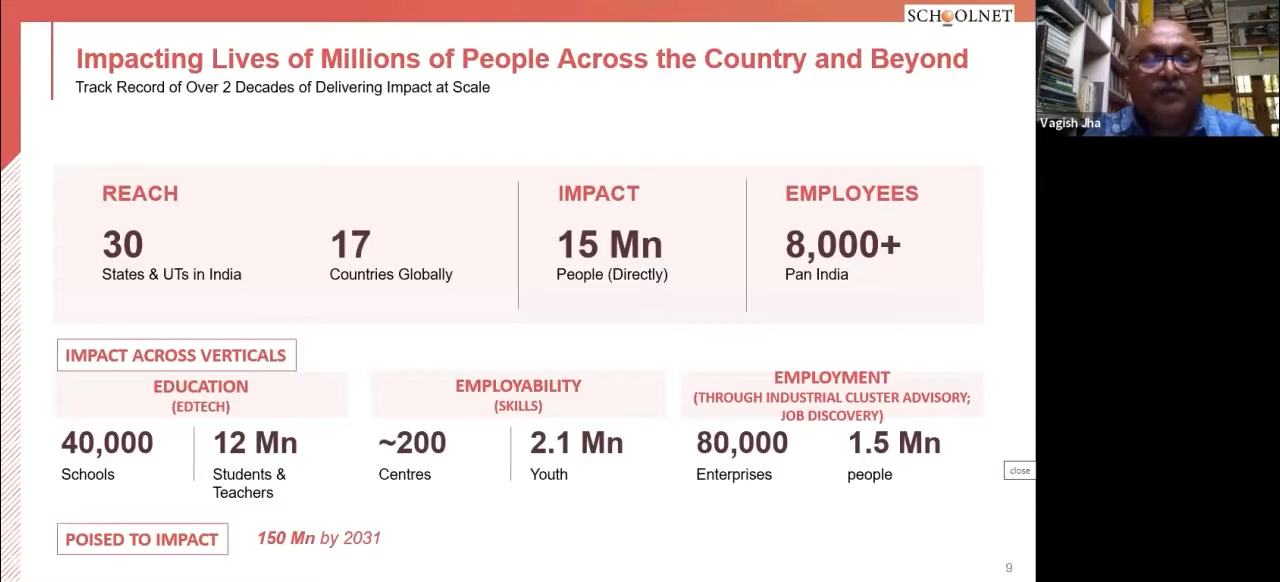 SCHOOLNET
Impacting Lives of Millions of People Across the Country and Beyond
Track Record of Over 2 Decades of Delivering Impact at Scale
Vagish Jha
REACH
30
States & UTs in India
17
Countries Globally
IMPACT
15 Mn
People (Directly)
EMPLOYEES
8,000+
Pan India
IMPACT ACROSS VERTICALS
EDUCATION
(EDTECH)
40,000
Schools
12 Mn
Students &
Teachers
EMPLOYABILITY
(SKILLS)
~200
Centres
2.1 Mn
Youth
EMPLOYMENT
(THROUGH INDUSTRIAL CLUSTER ADVISORY;
JOB DISCOVERY)
80,000
Enterprises
1.5 Mn
people
close
POISED TO IMPACT
150 Mn by 2031
9